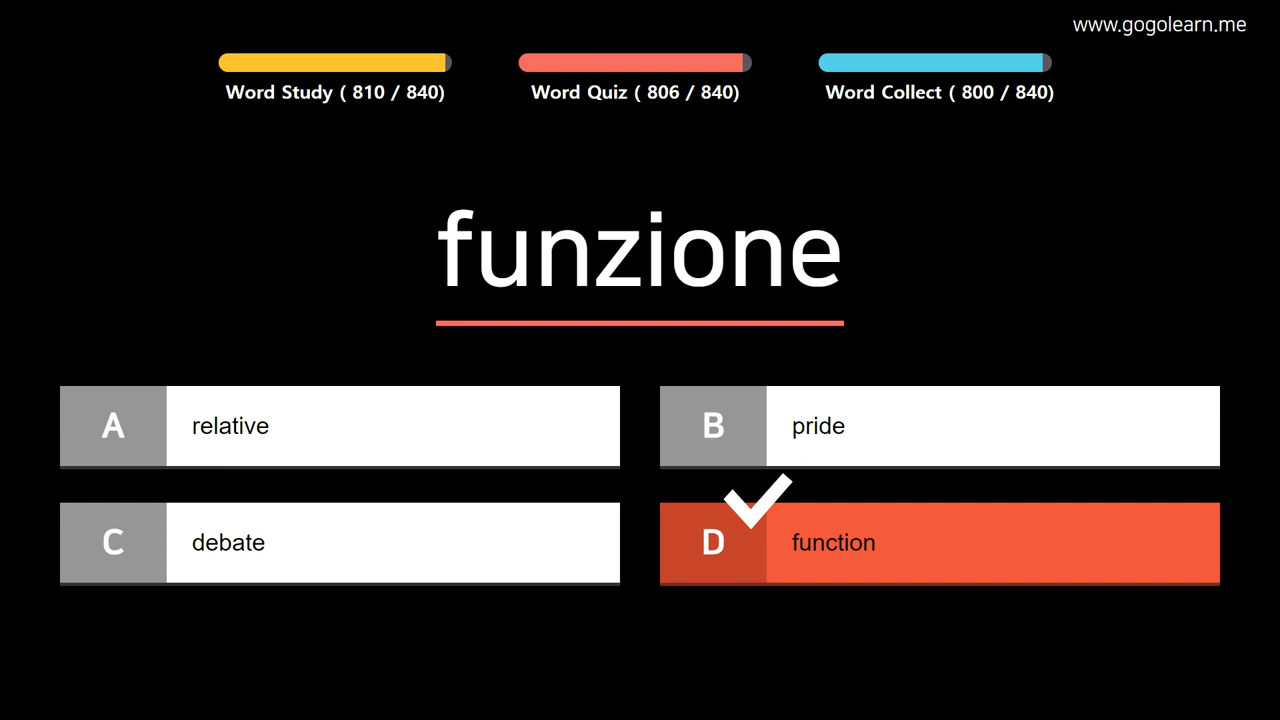 www.gogolearn.me
Word Study ( 810 / 840)
Word Quiz ( 806 / 840)
Word Collect ( 800 / 840)
funzione
A relative
B pride
C debate
D function